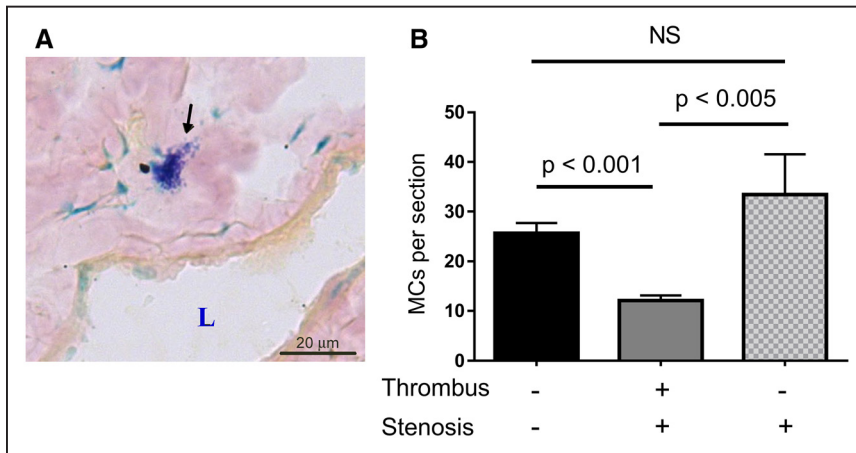 A
L
20 µm
B
NS
p < 0.005
p < 0.001
MCs per section
50
40
30
20
10
0
Thrombus - + -
Stenosis - + +